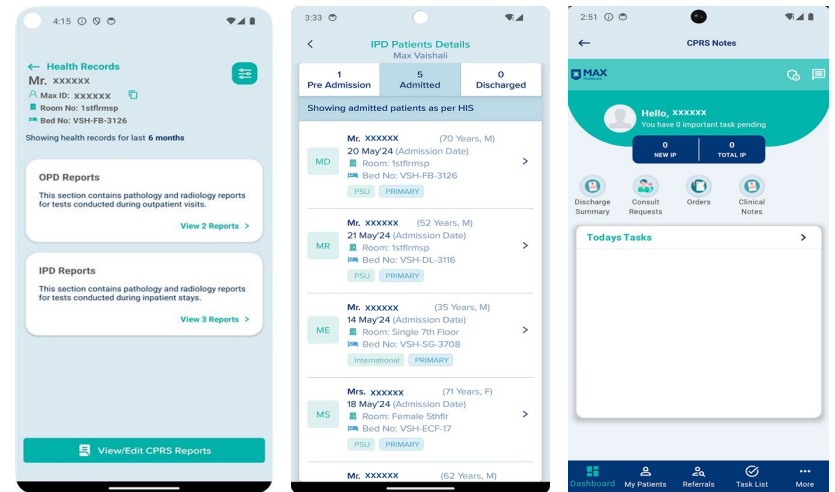 4:15
Health Records
Mr. xxxxxx
Max ID: xxxxxx
Room No: 1stflrmsp
Bed No: VSH-FB-3126
Showing health records for last 6 months
OPD Reports
This section contains pathology and radiology reports
for tests conducted during outpatient visits.
View 2 Reports >
IPD Reports
This section contains pathology and radiology reports
for tests conducted during inpatient stays.
View 3 Reports >
View/Edit CPRS Reports
3:33
IPD Patients Details
Max Vaishali
1 5 0
Pre Admission Admitted Discharged
Showing admitted patients as per HIS
MD
Mr. xxxxxx (70 Years, M)
20 May'24 (Admission Date)
Room: 1stflrmsp
Bed No: VSH-FB-3126
PSU PRIMARY
MR
Mr. xxxxxx (52 Years, M)
21 May'24 (Admission Date)
Room: 1stflrmsp
Bed No: VSH-DL-3116
PSU PRIMARY
ME
Mr. xxxxxx (35 Years, M)
14 May'24 (Admission Date)
Room: Single 7th Floor
Bed No: VSH-SG-3708
International PRIMARY
MS
Mrs. xxxxxx (71 Years, F)
18 May'24 (Admission Date)
Room: Female 5thflr
Bed No: VSH-ECF-17
PSU PRIMARY
Mr. xxxxxx (62 Years, M)
2:51
CPRS Notes
MAX
Healthcare
Hello, xxxxxx
You have 0 important task pending
0 0
NEW IP TOTAL IP
Discharge Consult Orders Clinical
Summary Requests Notes
Todays Tasks >
Dashboard My Patients Referrals Task List More